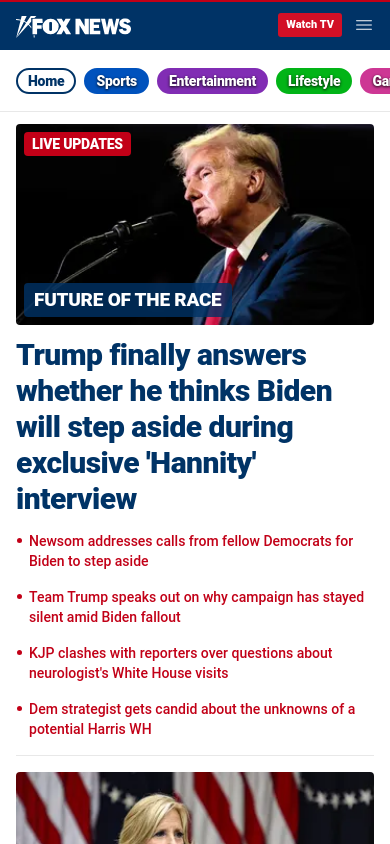 FOX NEWS
Watch TV
Home
Sports
Entertainment
Lifestyle
LIVE UPDATES
FUTURE OF THE RACE
Trump finally answers
whether he thinks Biden
will step aside during
exclusive 'Hannity'
interview
• Newsom addresses calls from fellow Democrats for
Biden to step aside
• Team Trump speaks out on why campaign has stayed
silent amid Biden fallout
• KJP clashes with reporters over questions about
neurologist's White House visits
• Dem strategist gets candid about the unknowns of a
potential Harris WH